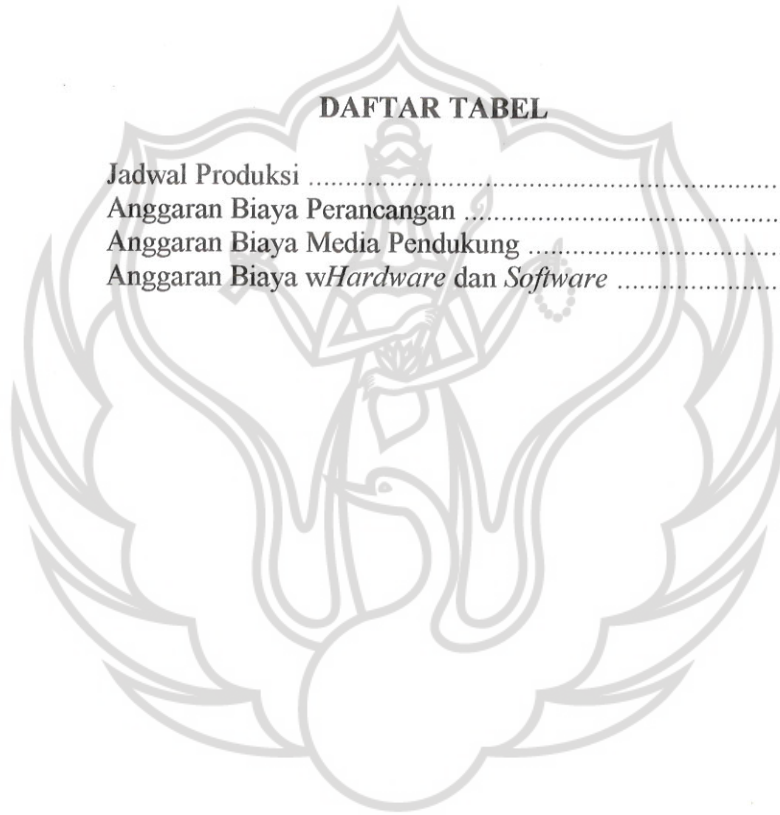 DAFTAR TABEL
Jadwal Produksi ................................................................
Anggaran Biaya Perancangan ...........................................
Anggaran Biaya Media Pendukung ..................................
Anggaran Biaya wHardware dan Software ......................